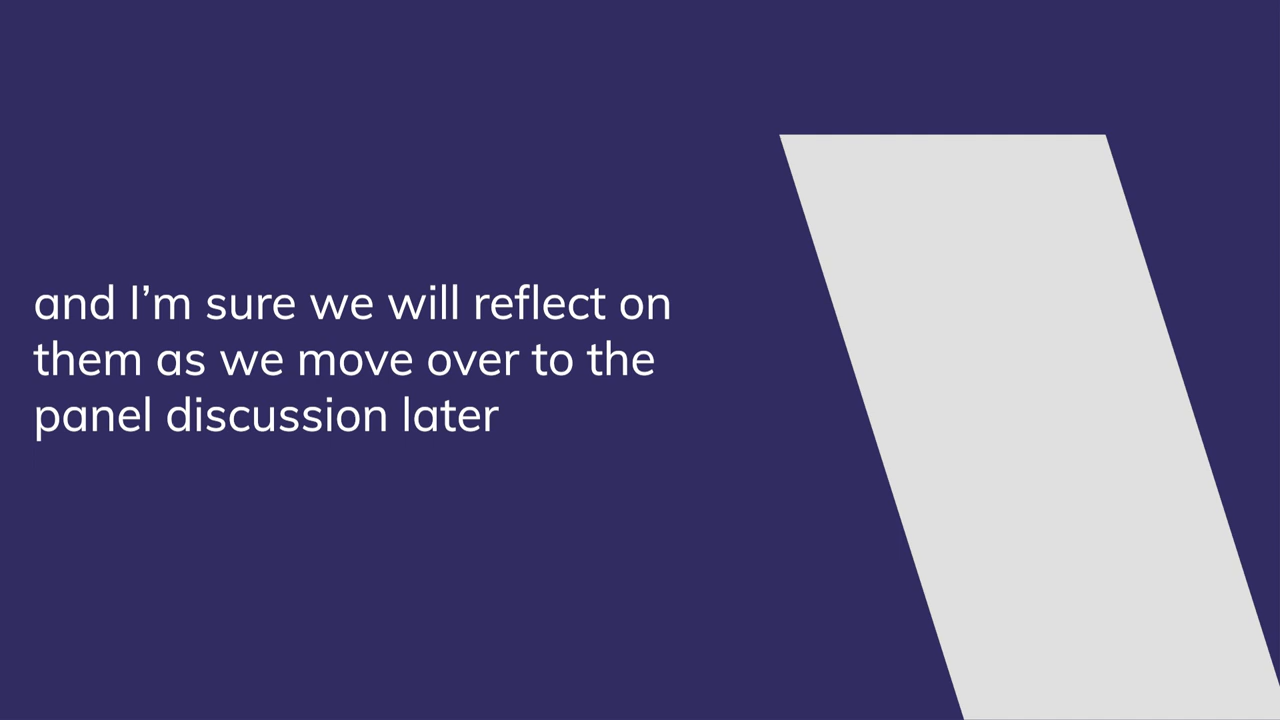 and I’m sure we will reflect on
them as we move over to the
panel discussion later